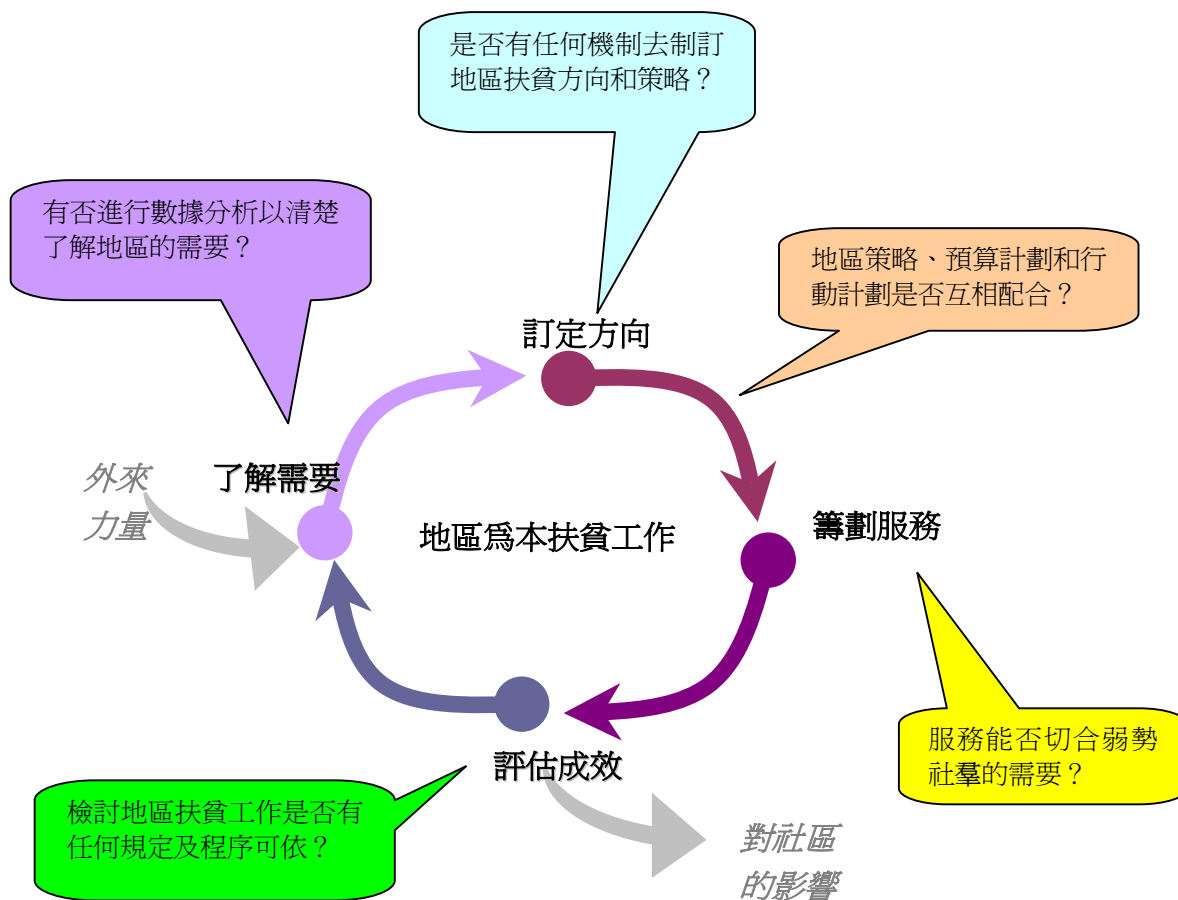 是否有任何機制去制訂
地區扶貧方向和策略？
有否進行數據分析以清楚
了解地區的需要？
地區策略、預算計劃和行
動計劃是否互相配合？
訂定方向
外來
力量
了解需要
地區爲本扶貧工作
籌劃服務
服務能否切合弱勢
社羣的需要？
評估成效
檢討地區扶貧工作是否有
任何規定及程序可依？
對社區
的影響